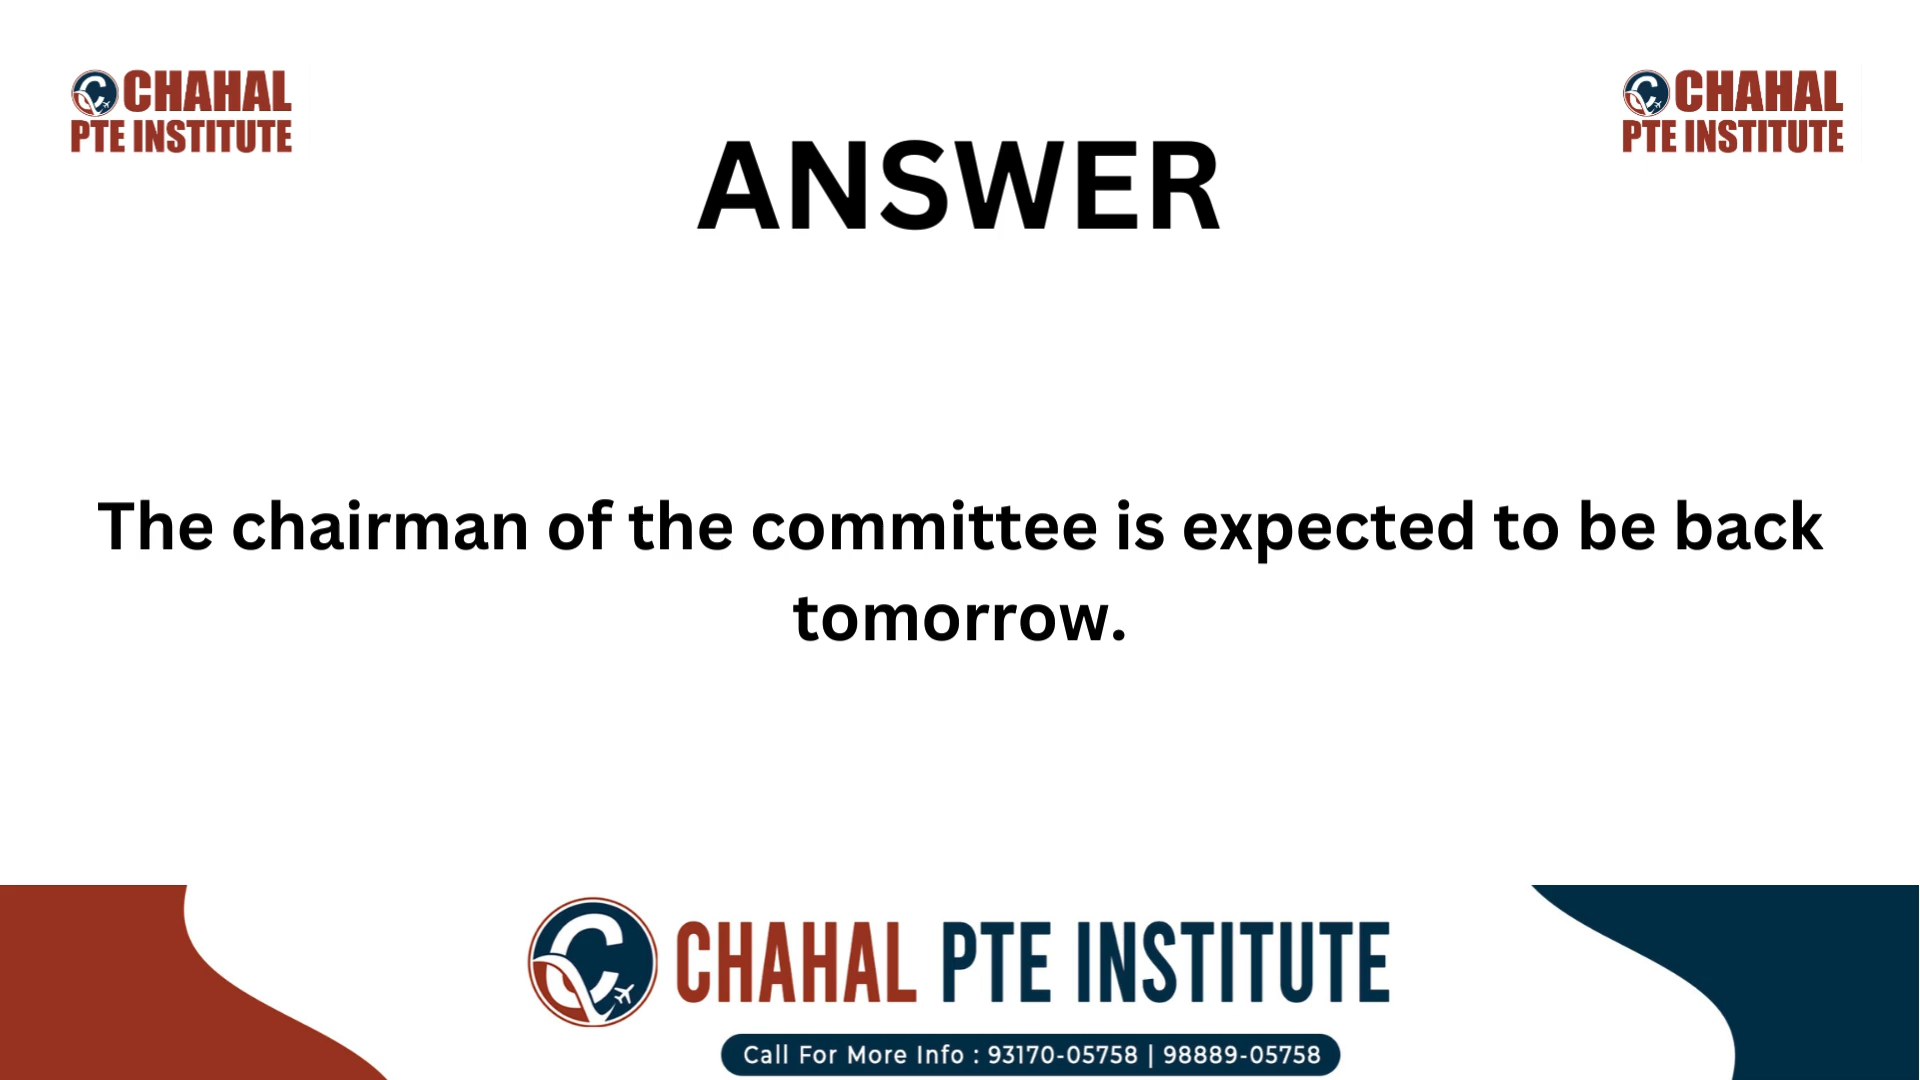 CHAHAL
PTE INSTITUTE
CHAHAL
PTE INSTITUTE
ANSWER
The chairman of the committee is expected to be back
tomorrow.
CHAHAL PTE INSTITUTE
Call For More Info : 93170-05758 | 98889-05758